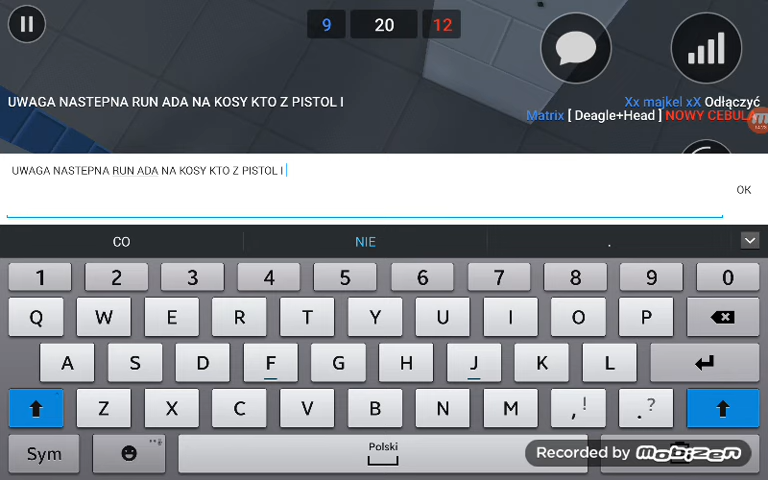 9 20 12
UWAGA NASTEPNA RUN ADA NA KOSY KTO Z PISTOL I
Xx majkel xX Odłączyć
Matrix [ Deagle+Head ] NOWY CEBUL
UWAGA NASTEPNA RUN ADA NA KOSY KTO Z PISTOL I
OK
CO NIE .
1 2 3 4 5 6 7 8 9 0
Q W E R T Y U I O P
A S D F G H J K L
Z X C V B N M ,! .?
Sym Polski Recorded by mobizen